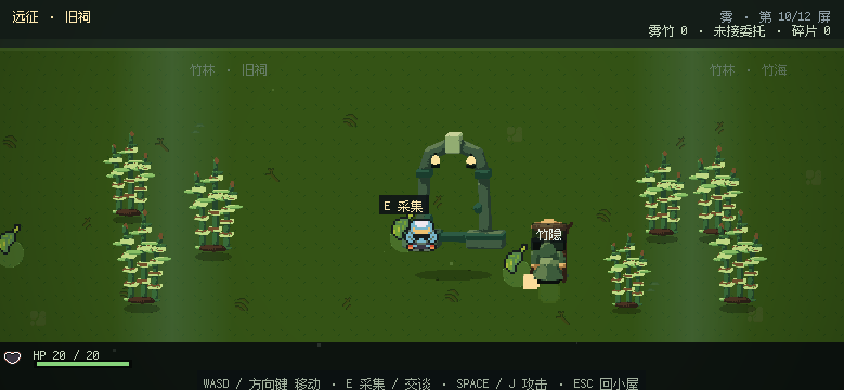 远征 · 旧祠
雾 · 第 10/12 屏
雾竹 0 · 未接委托 · 碎片 0
竹林 · 旧祠
竹林 · 竹海
E 采集
竹隐
HP 20 / 20
WASD / 方向键 移动 · E 采集 / 交谈 · SPACE / J 攻击 · ESC 回小屋